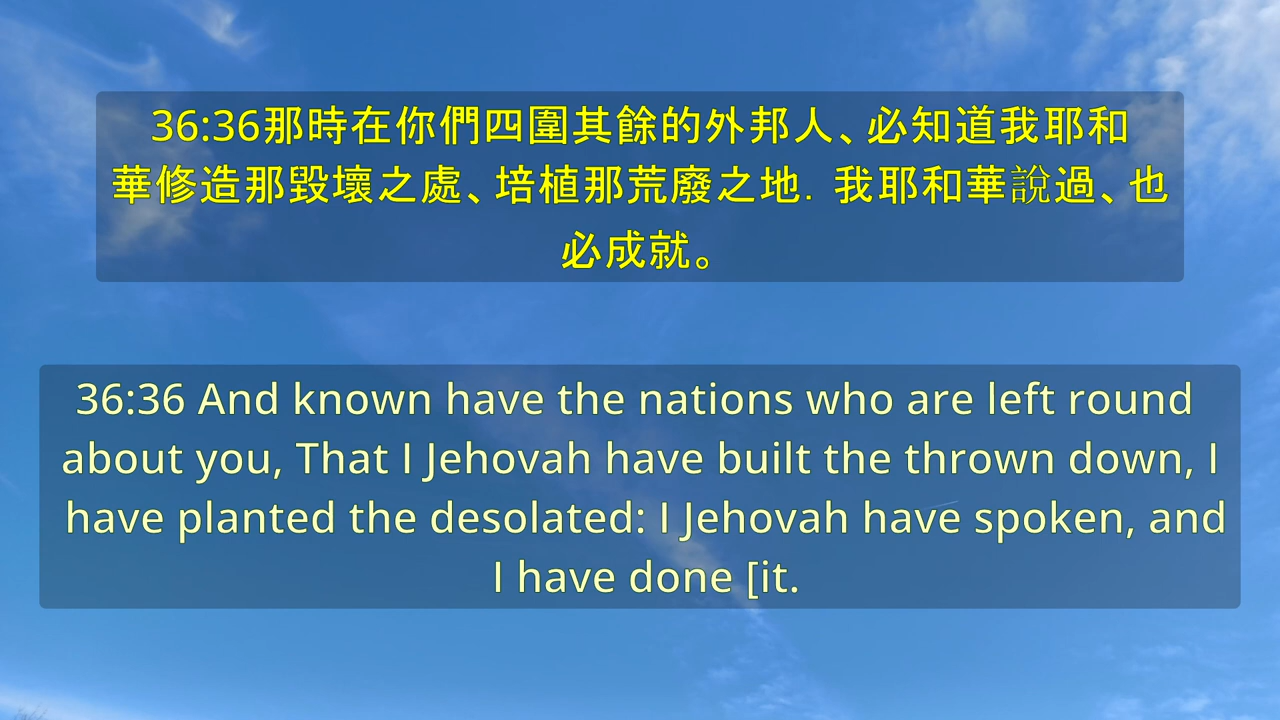 36:36那時在你們四圍其餘的外邦人、必知道我耶和
華修造那毀壞之處、培植那荒廢之地．我耶和華說過、也
必成就。
36:36 And known have the nations who are left round
about you, That I Jehovah have built the thrown down, I
have planted the desolated: I Jehovah have spoken, and
I have done [it.